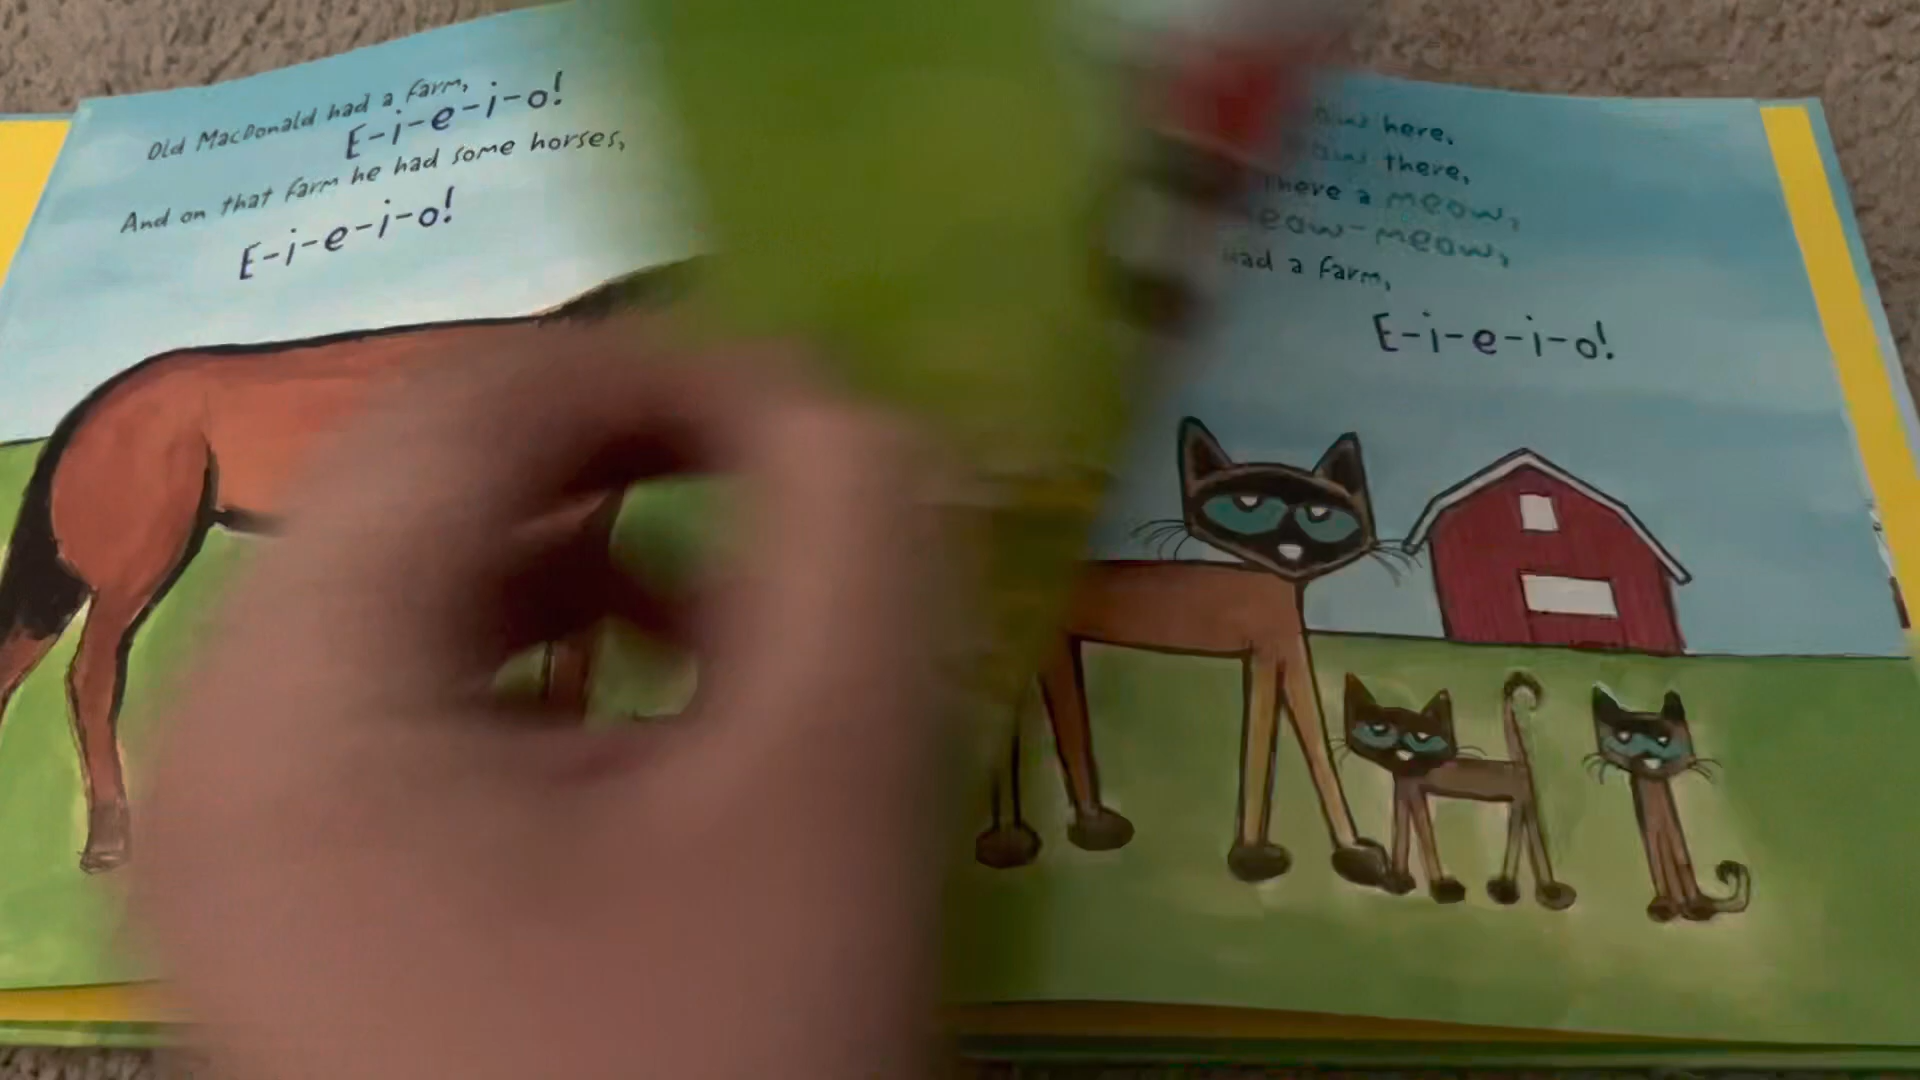 Old MacDonald had a farm,
E-i-e-i-o!
And on that farm he had some horses,
E-i-e-i-o!
here,
there,
there a meow,
meow-meow,
had a farm,
E-i-e-i-o!